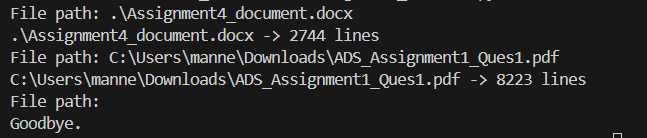 File path: .\Assignment4_document.docx
.\Assignment4_document.docx -> 2744 lines
File path: C:\Users\manne\Downloads\ADS_Assignment1_Ques1.pdf
C:\Users\manne\Downloads\ADS_Assignment1_Ques1.pdf -> 8223 lines
File path:
Goodbye.